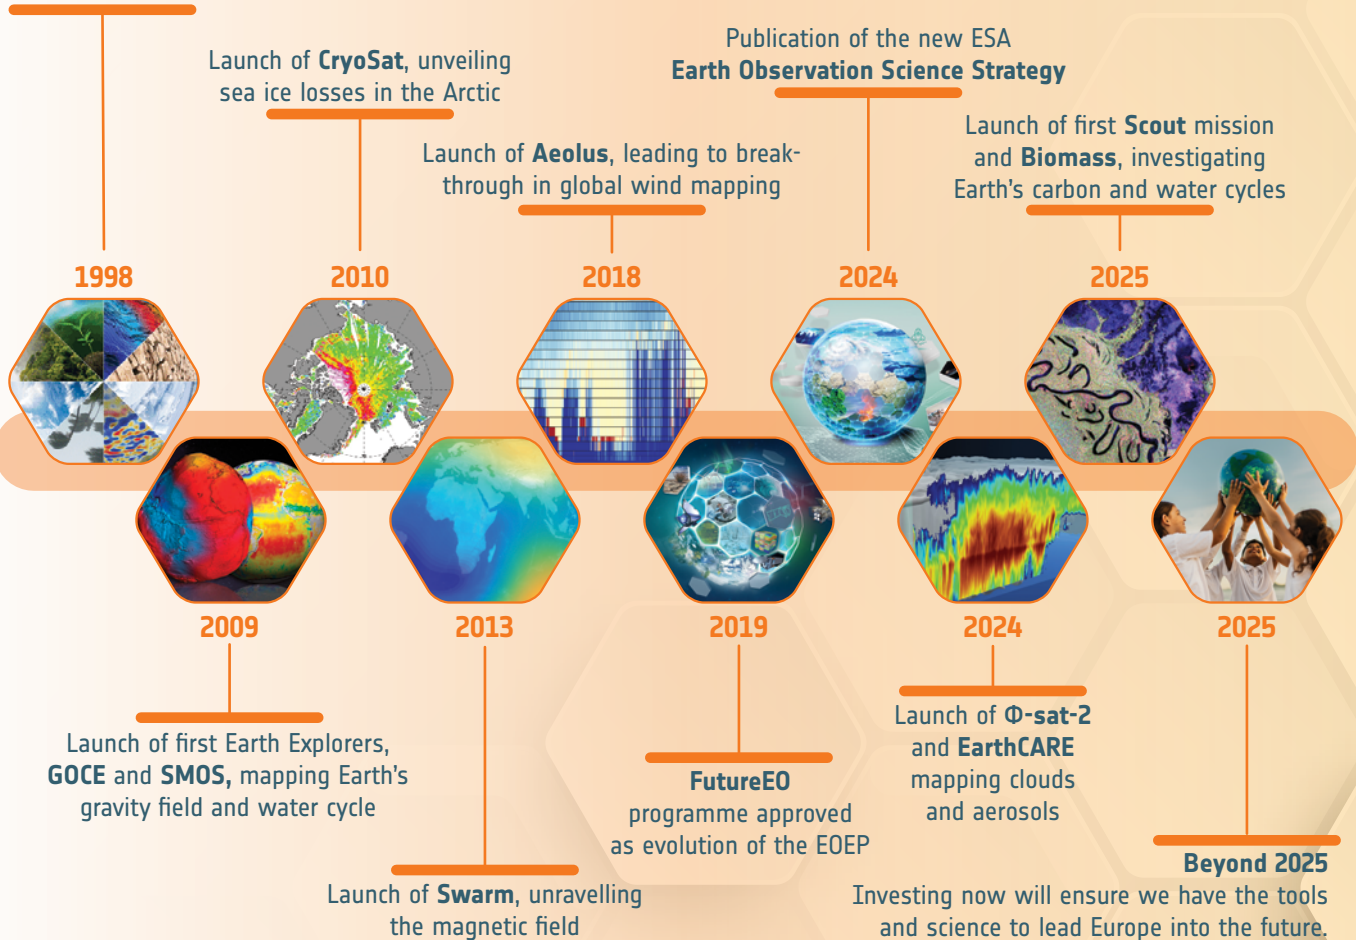 Launch of CryoSat, unveiling
sea ice losses in the Arctic
Publication of the new ESA
Earth Observation Science Strategy
Launch of Aeolus, leading to break-
through in global wind mapping
Launch of first Scout mission
and Biomass, investigating
Earth's carbon and water cycles
1998
2010
2018
2024
2025
2009
2013
2019
2024
2025
Launch of first Earth Explorers,
GOCE and SMOS, mapping Earth's
gravity field and water cycle
Launch of Swarm, unravelling
the magnetic field
FutureEO
programme approved
as evolution of the EOEP
Launch of Φ-sat-2
and EarthCARE
mapping clouds
and aerosols
Beyond 2025
Investing now will ensure we have the tools
and science to lead Europe into the future.